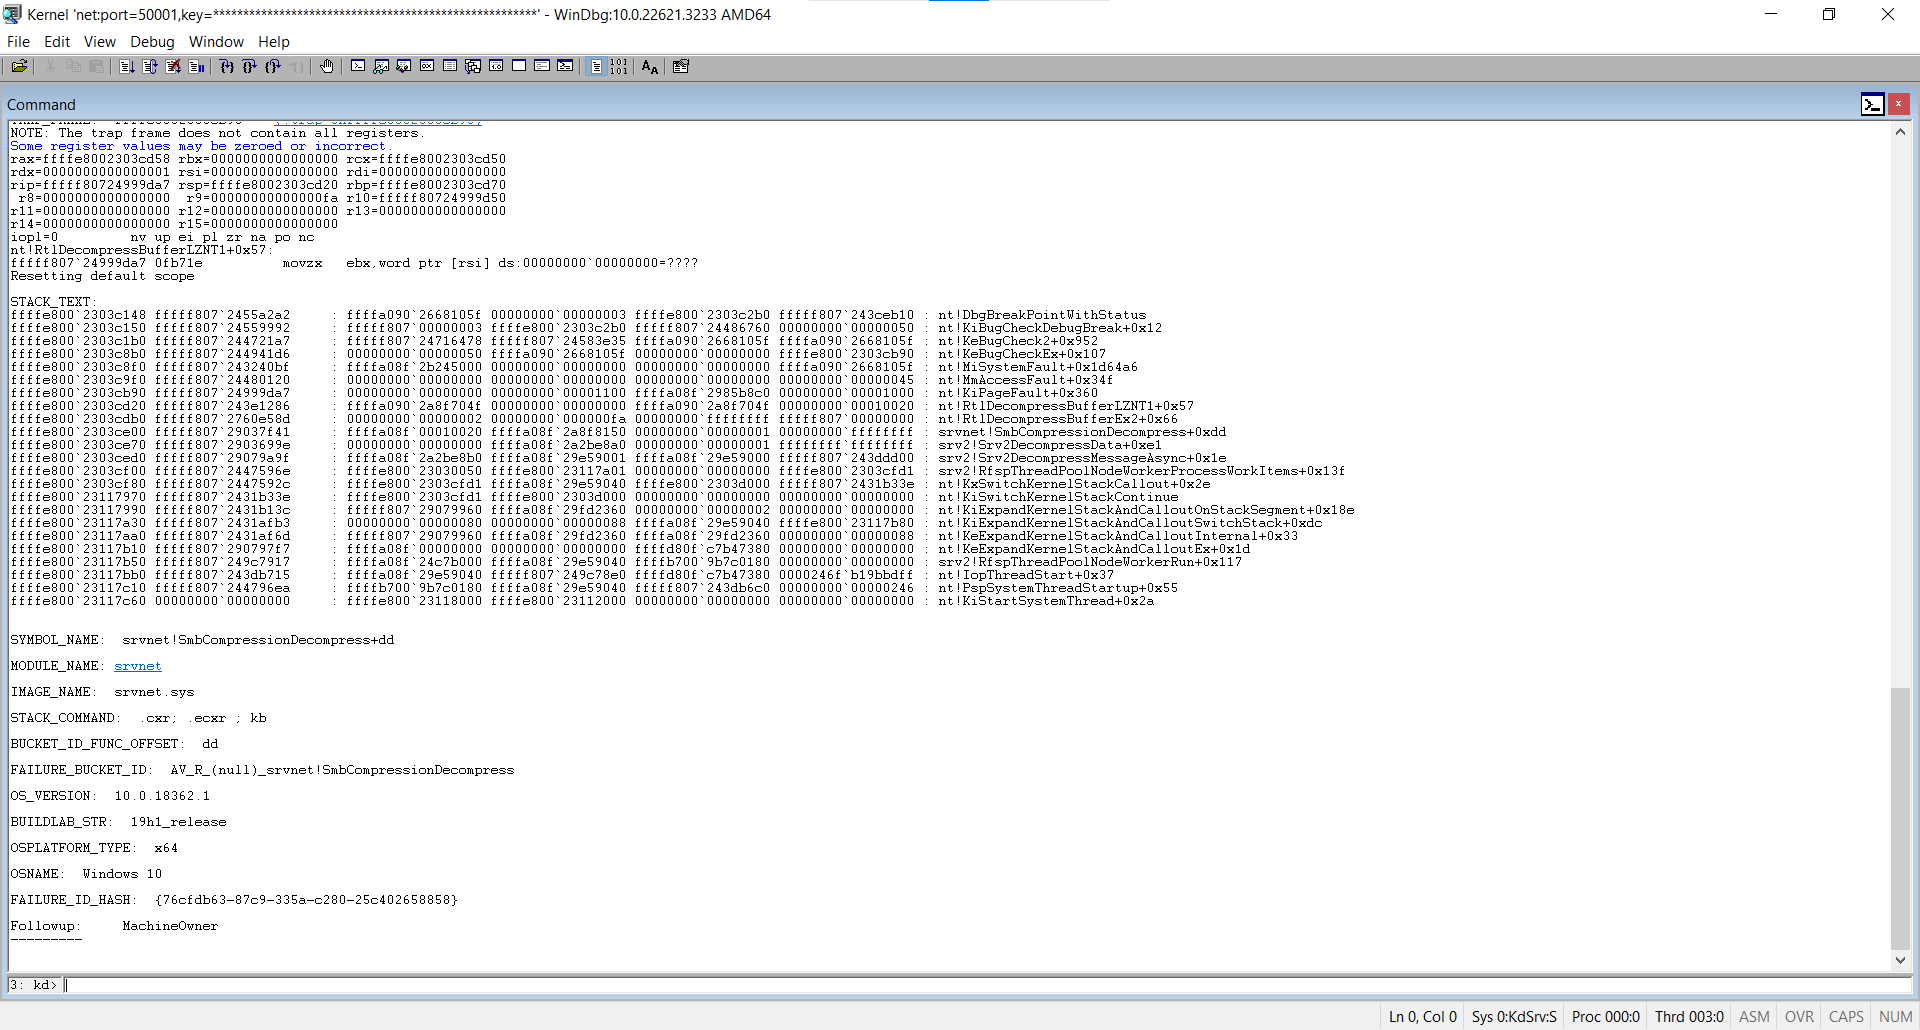 Kernel 'net:port=50001,key=******************************************************' - WinDbg:10.0.22621.3233 AMD64
File Edit View Debug Window Help
Command
NOTE: The trap frame does not contain all registers.
Some register values may be zeroed or incorrect.
rax=ffffe8002303cd58 rbx=0000000000000000 rcx=ffffe8002303cd50
rdx=0000000000000001 rsi=0000000000000000 rdi=0000000000000000
rip=fffff80724999da7 rsp=ffffe8002303cd20 rbp=ffffe8002303cd70
r8=0000000000000000 r9=00000000000000fa r10=fffff80724999d50
r11=0000000000000000 r12=0000000000000000 r13=0000000000000000
r14=0000000000000000 r15=0000000000000000
iopl=0 nv up ei pl zr na po nc
nt!RtlDecompressBufferLZNT1+0x57:
fffff807`24999da7 0fb71e movzx ebx,word ptr [rsi] ds:00000000`00000000=????
Resetting default scope
STACK_TEXT:
ffffe800`2303c148 fffff807`2455a2a2 : ffffa090`2668105f 00000000`00000003 ffffe800`2303c2b0 fffff807`243ceb10 : nt!DbgBreakPointWithStatus
ffffe800`2303c150 fffff807`24559992 : fffff807`00000003 ffffe800`2303c2b0 fffff807`24486760 00000000`00000050 : nt!KiBugCheckDebugBreak+0x12
ffffe800`2303c1b0 fffff807`244721a7 : fffff807`24716478 fffff807`24583e35 ffffa090`2668105f ffffa090`2668105f : nt!KeBugCheck2+0x952
ffffe800`2303c8b0 fffff807`244941d6 : 00000000`00000050 ffffa090`2668105f 00000000`00000000 ffffe800`2303cb90 : nt!KeBugCheckEx+0x107
ffffe800`2303c8f0 fffff807`243240bf : ffffa08f`2b245000 00000000`00000000 00000000`00000000 ffffa090`2668105f : nt!MiSystemFault+0x1d64a6
ffffe800`2303c9f0 fffff807`24480120 : 00000000`00000000 00000000`00000000 00000000`00000000 00000000`00000045 : nt!MmAccessFault+0x34f
ffffe800`2303cb90 fffff807`24999da7 : 00000000`00000000 00000000`00001100 ffffa08f`2985b8c0 00000000`00001000 : nt!KiPageFault+0x360
ffffe800`2303cd20 fffff807`243e1286 : ffffa090`2a8f704f 00000000`00000000 ffffa090`2a8f704f 00000000`00010020 : nt!RtlDecompressBufferLZNT1+0x57
ffffe800`2303cdb0 fffff807`2760e58d : 00000000`00000002 00000000`000000fa 00000000`ffffffff fffff807`00000000 : nt!RtlDecompressBufferEx2+0x66
ffffe800`2303ce00 fffff807`29037f41 : ffffa08f`00010020 ffffa08f`2a8f8150 00000000`00000001 00000000`ffffffff : srvnet!SmbCompressionDecompress+0xdd
ffffe800`2303ce70 fffff807`2903699e : 00000000`00000000 ffffa08f`2a2be8a0 00000000`00000001 ffffffff`ffffffff : srv2!Srv2DecompressData+0xe1
ffffe800`2303ced0 fffff807`29079a9f : ffffa08f`2a2be8b0 ffffa08f`29e59001 ffffa08f`29e59000 fffff807`243ddd00 : srv2!Srv2DecompressMessageAsync+0x1e
ffffe800`2303cf00 fffff807`2447596e : ffffe800`23030050 ffffe800`23117a01 00000000`00000000 ffffe800`2303cfd1 : srv2!RfspThreadPoolNodeWorkerProcessWorkItems+0x13f
ffffe800`2303cf80 fffff807`2447592c : ffffe800`2303cfd1 ffffa08f`29e59040 ffffe800`2303d000 fffff807`2431b33e : nt!KxSwitchKernelStackCallout+0x2e
ffffe800`23117970 fffff807`2431b33e : ffffe800`2303cfd1 ffffe800`2303d000 00000000`00000000 00000000`00000000 : nt!KiSwitchKernelStackContinue
ffffe800`23117990 fffff807`2431b13c : fffff807`29079960 ffffa08f`29fd2360 00000000`00000002 00000000`00000000 : nt!KiExpandKernelStackAndCalloutOnStackSegment+0x18e
ffffe800`23117a30 fffff807`2431afb3 : 00000000`00000080 00000000`00000088 ffffa08f`29e59040 ffffe800`23117b80 : nt!KiExpandKernelStackAndCalloutSwitchStack+0xdc
ffffe800`23117aa0 fffff807`2431af6d : fffff807`29079960 ffffa08f`29fd2360 ffffa08f`29fd2360 00000000`00000088 : nt!KeExpandKernelStackAndCalloutInternal+0x33
ffffe800`23117b10 fffff807`290797f7 : ffffa08f`00000000 00000000`00000000 ffffd80f`c7b47380 00000000`00000000 : nt!KeExpandKernelStackAndCalloutEx+0x1d
ffffe800`23117b50 fffff807`249c7917 : ffffa08f`24c7b000 ffffa08f`29e59040 ffffb700`9b7c0180 00000000`00000000 : srv2!RfspThreadPoolNodeWorkerRun+0x117
ffffe800`23117bb0 fffff807`243db715 : ffffa08f`29e59040 fffff807`249c78e0 ffffd80f`c7b47380 0000246f`b19bbdff : nt!IopThreadStart+0x37
ffffe800`23117c10 fffff807`244796ea : ffffb700`9b7c0180 ffffa08f`29e59040 fffff807`243db6c0 00000000`00000246 : nt!PspSystemThreadStartup+0x55
ffffe800`23117c60 00000000`00000000 : ffffe800`23118000 ffffe800`23112000 00000000`00000000 00000000`00000000 : nt!KiStartSystemThread+0x2a
SYMBOL_NAME: srvnet!SmbCompressionDecompress+dd
MODULE_NAME: srvnet
IMAGE_NAME: srvnet.sys
STACK_COMMAND: .cxr; .ecxr ; kb
BUCKET_ID_FUNC_OFFSET: dd
FAILURE_BUCKET_ID: AV_R_(null)_srvnet!SmbCompressionDecompress
OS_VERSION: 10.0.18362.1
BUILDLAB_STR: 19h1_release
OSPLATFORM_TYPE: x64
OSNAME: Windows 10
FAILURE_ID_HASH: {76cfdb63-87c9-335a-c280-25c402658858}
Followup: MachineOwner
---------
3: kd>
Ln 0, Col 0 Sys 0:KdSrv:S Proc 000:0 Thrd 003:0 ASM OVR CAPS NUM